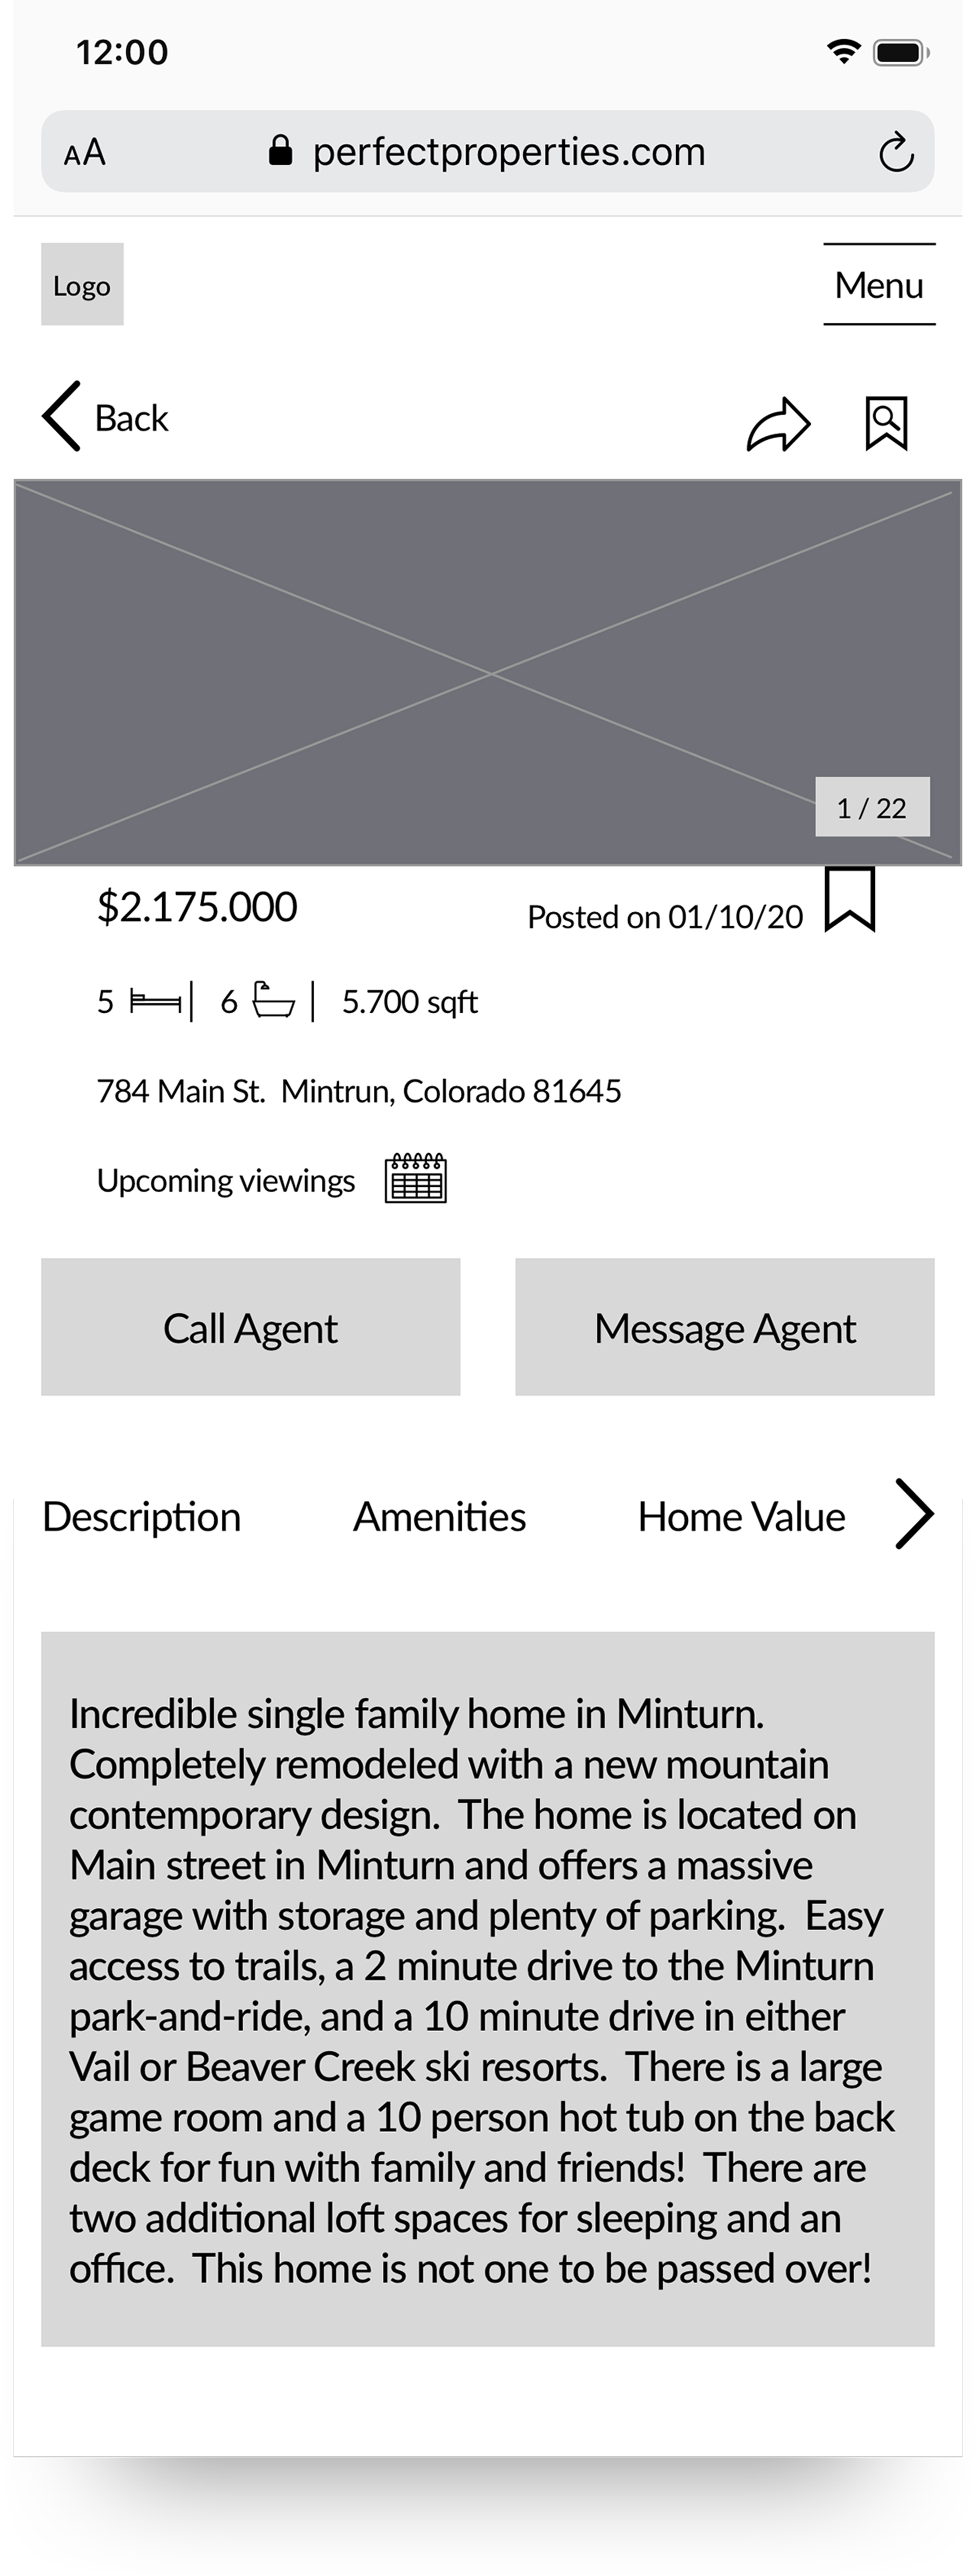 12:00
AA perfectproperties.com
Logo
Menu
Back
1 / 22
$2.175.000
Posted on 01/10/20
5 | 6 | 5.700 sqft
784 Main St.  Mintrun, Colorado 81645
Upcoming viewings
Call Agent
Message Agent
Description Amenities Home Value
Incredible single family home in Minturn.
Completely remodeled with a new mountain
contemporary design.  The home is located on
Main street in Minturn and offers a massive
garage with storage and plenty of parking.  Easy
access to trails, a 2 minute drive to the Minturn
park-and-ride, and a 10 minute drive in either
Vail or Beaver Creek ski resorts.  There is a large
game room and a 10 person hot tub on the back
deck for fun with family and friends!  There are
two additional loft spaces for sleeping and an
office.  This home is not one to be passed over!